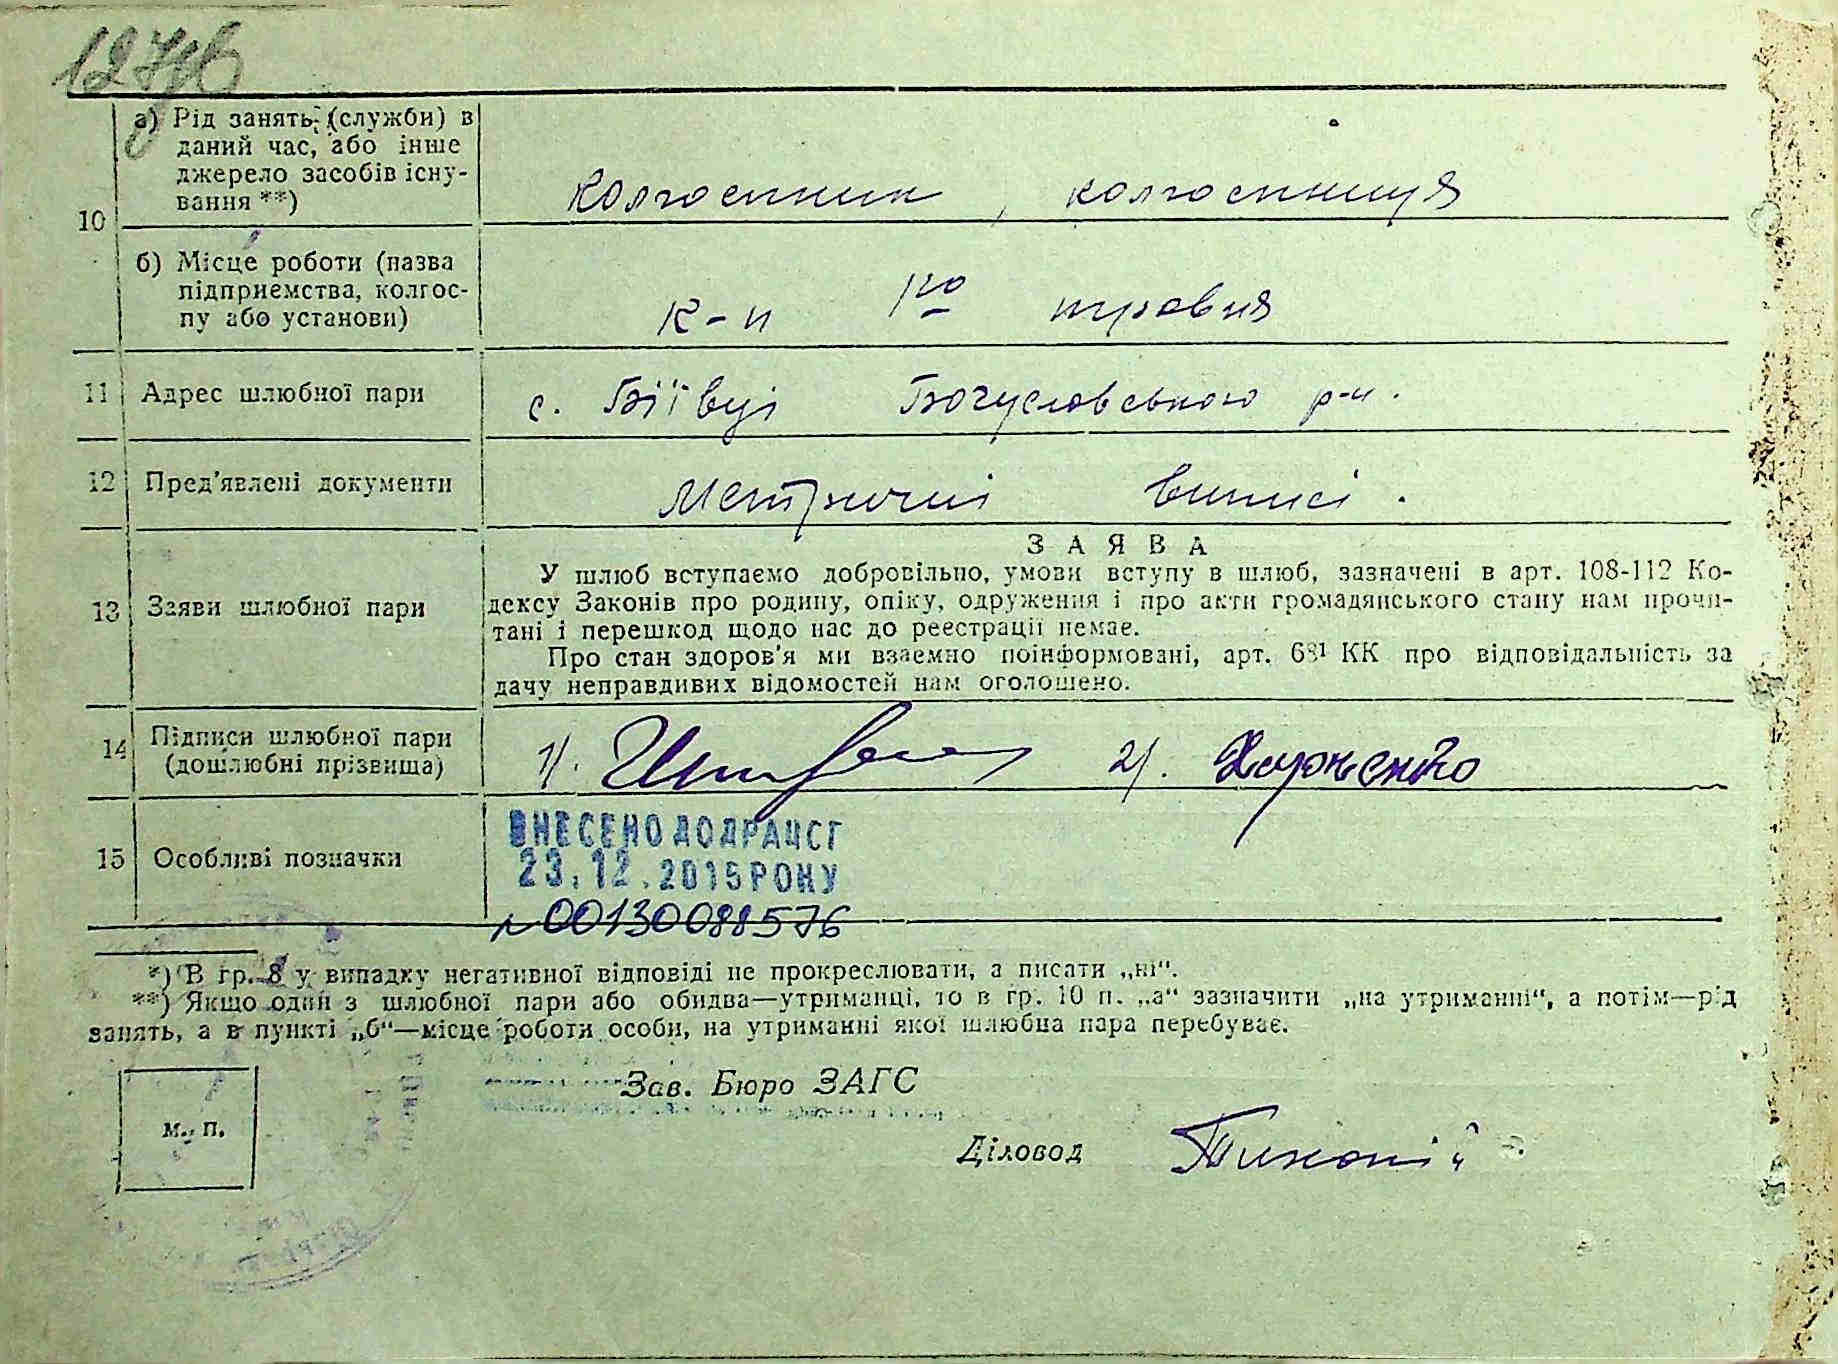 127/в
10
а) Рід занять (служби) в
даний час, або інше
джерело засобів існу-
вання **)
колгоспник, колгоспниця
б) Місце роботи (назва
підприємства, колгос-
пу або установи)
к-п 1го травня
11 Адрес шлюбної пари
с. Біївці Богуславського р-н.
12 Пред'явлені документи
Метричні виписі.
13 Заяви шлюбної пари
ЗАЯВА
У шлюб вступаємо добровільно, умови вступу в шлюб, зазначені в арт. 108-112 Ко-
дексу Законів про родину, опіку, одруження і про акти громадянського стану нам прочи-
тані і перешкод щодо нас до реєстрації немає.
Про стан здоров'я ми взаємно поінформовані, арт. 68¹ КК про відповідальність за
дачу неправдивих відомостей нам оголошено.
14 Підписи шлюбної пари
(дошлюбні прізвища)
1/. 2/. Харченко
15 Особливі позначки
ВНЕСЕНО ДО ДРАЦСГ
23.12.2015 РОКУ
№00130088576
*) В гр. 8 у випадку негативної відповіді не прокреслювати, а писати „ні“.
**) Якщо один з шлюбної пари або обидва—утриманці, то в гр. 10 п. „а“ зазначити „на утриманні“, а потім—рід
занять, а в пункті „б“—місце роботи особи, на утриманні якої шлюбна пара перебуває.
Зав. Бюро ЗАГС
М. П.
Діловод